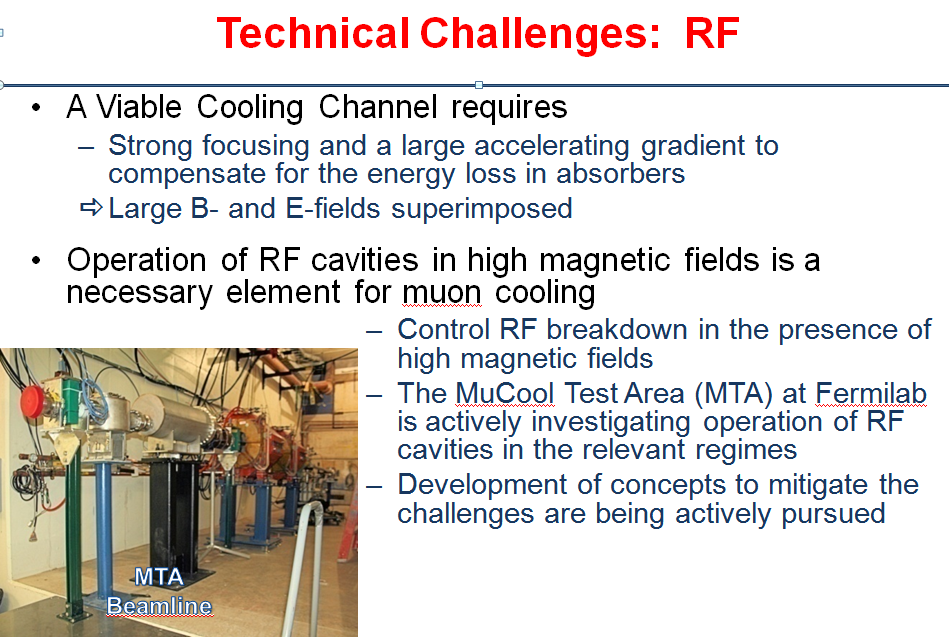 Technical Challenges: RF
• A Viable Cooling Channel requires
– Strong focusing and a large accelerating gradient to
compensate for the energy loss in absorbers
⇨ Large B- and E-fields superimposed
• Operation of RF cavities in high magnetic fields is a
necessary element for muon cooling
– Control RF breakdown in the presence of
high magnetic fields
– The MuCool Test Area (MTA) at Fermilab
is actively investigating operation of RF
cavities in the relevant regimes
– Development of concepts to mitigate the
challenges are being actively pursued
MTA
Beamline